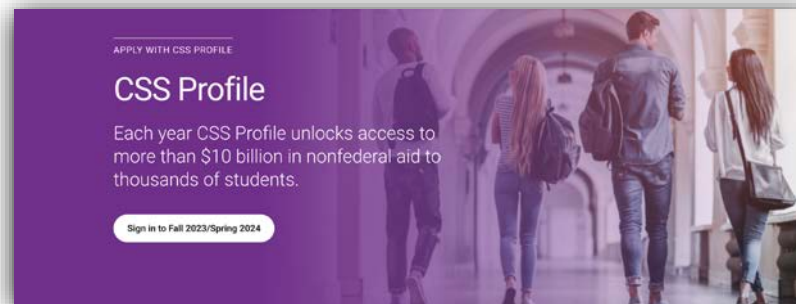 APPLY WITH CSS PROFILE
CSS Profile
Each year CSS Profile unlocks access to
more than $10 billion in nonfederal aid to
thousands of students.
Sign in to Fall 2023/Spring 2024